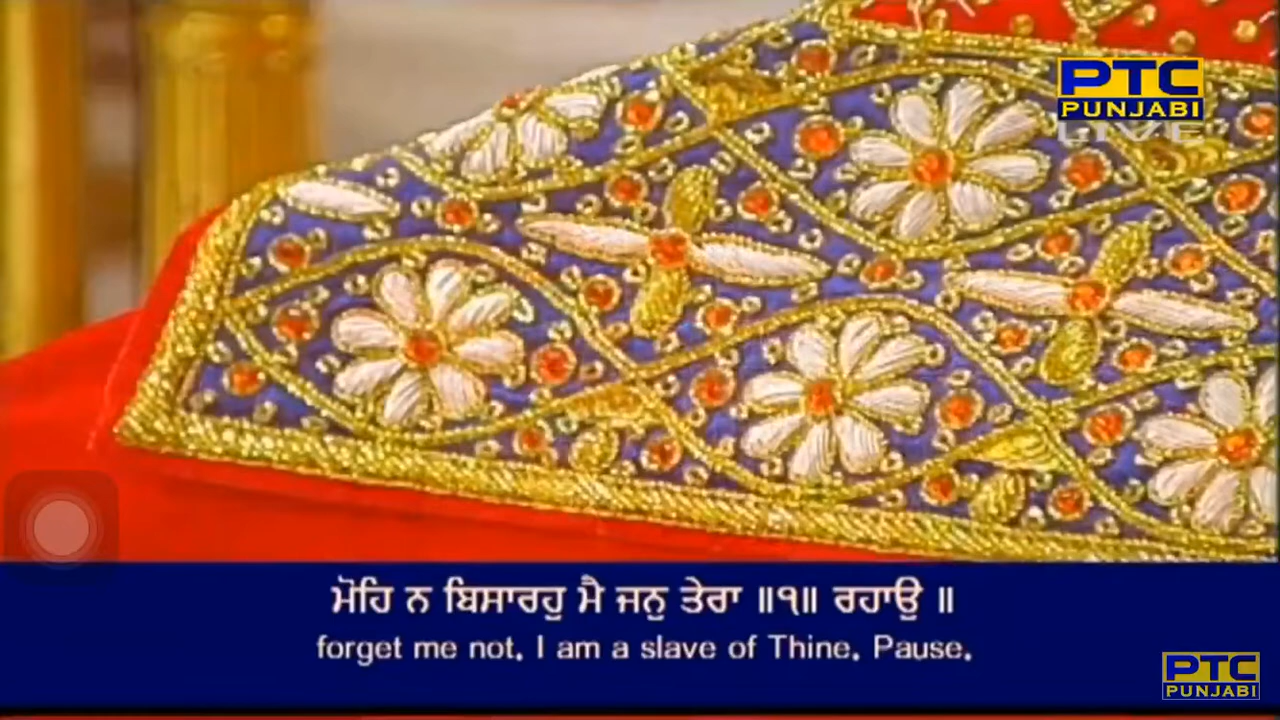 PTC
PUNJABI
LIVE
ਮੋਹਿ ਨ ਬਿਸਾਰਹੁ ਮੈ ਜਨੁ ਤੇਰਾ ॥੧॥ ਰਹਾਉ ॥
forget me not. I am a slave of Thine. Pause.
PTC
PUNJABI